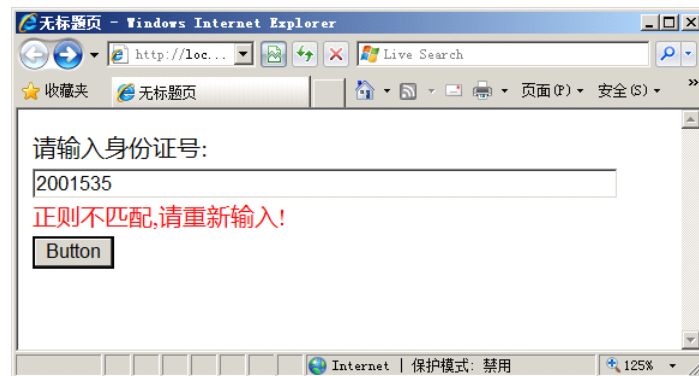 无标题页 - Windows Internet Explorer
http://loc... Live Search
收藏夹 无标题页 页面(P) 安全(S) »
请输入身份证号:
2001535
正则不匹配,请重新输入!
Button
Internet | 保护模式: 禁用 125%